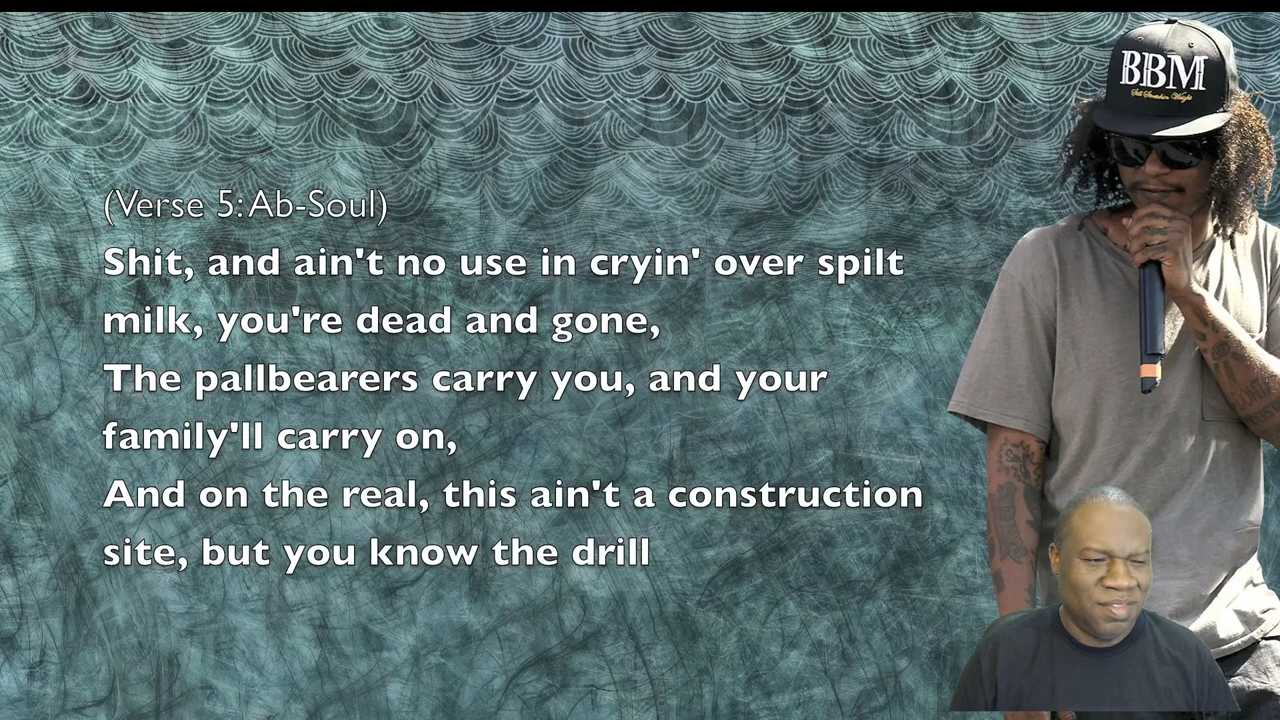 BBM
(Verse 5: Ab-Soul)
Shit, and ain't no use in cryin' over spilt
milk, you're dead and gone,
The pallbearers carry you, and your
family'll carry on,
And on the real, this ain't a construction
site, but you know the drill